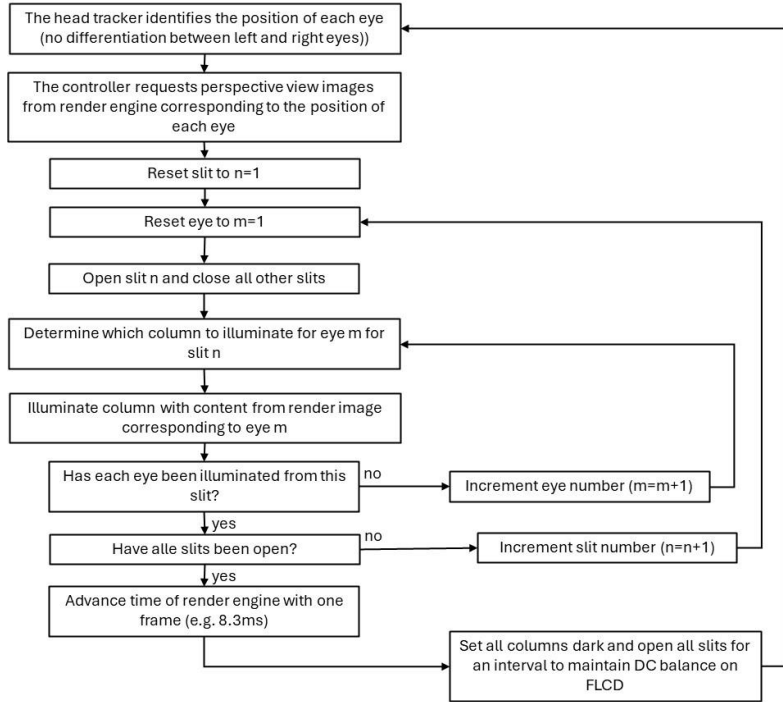 The head tracker identifies the position of each eye
(no differentiation between left and right eyes))
The controller requests perspective view images
from render engine corresponding to the position of
each eye
Reset slit to n=1
Reset eye to m=1
Open slit n and close all other slits
Determine which column to illuminate for eye m for
slit n
Illuminate column with content from render image
corresponding to eye m
Has each eye been illuminated from this
slit?
no
Increment eye number (m=m+1)
yes
Have alle slits been open?
no
Increment slit number (n=n+1)
yes
Advance time of render engine with one
frame (e.g. 8.3ms)
Set all columns dark and open all slits for
an interval to maintain DC balance on
FLCD